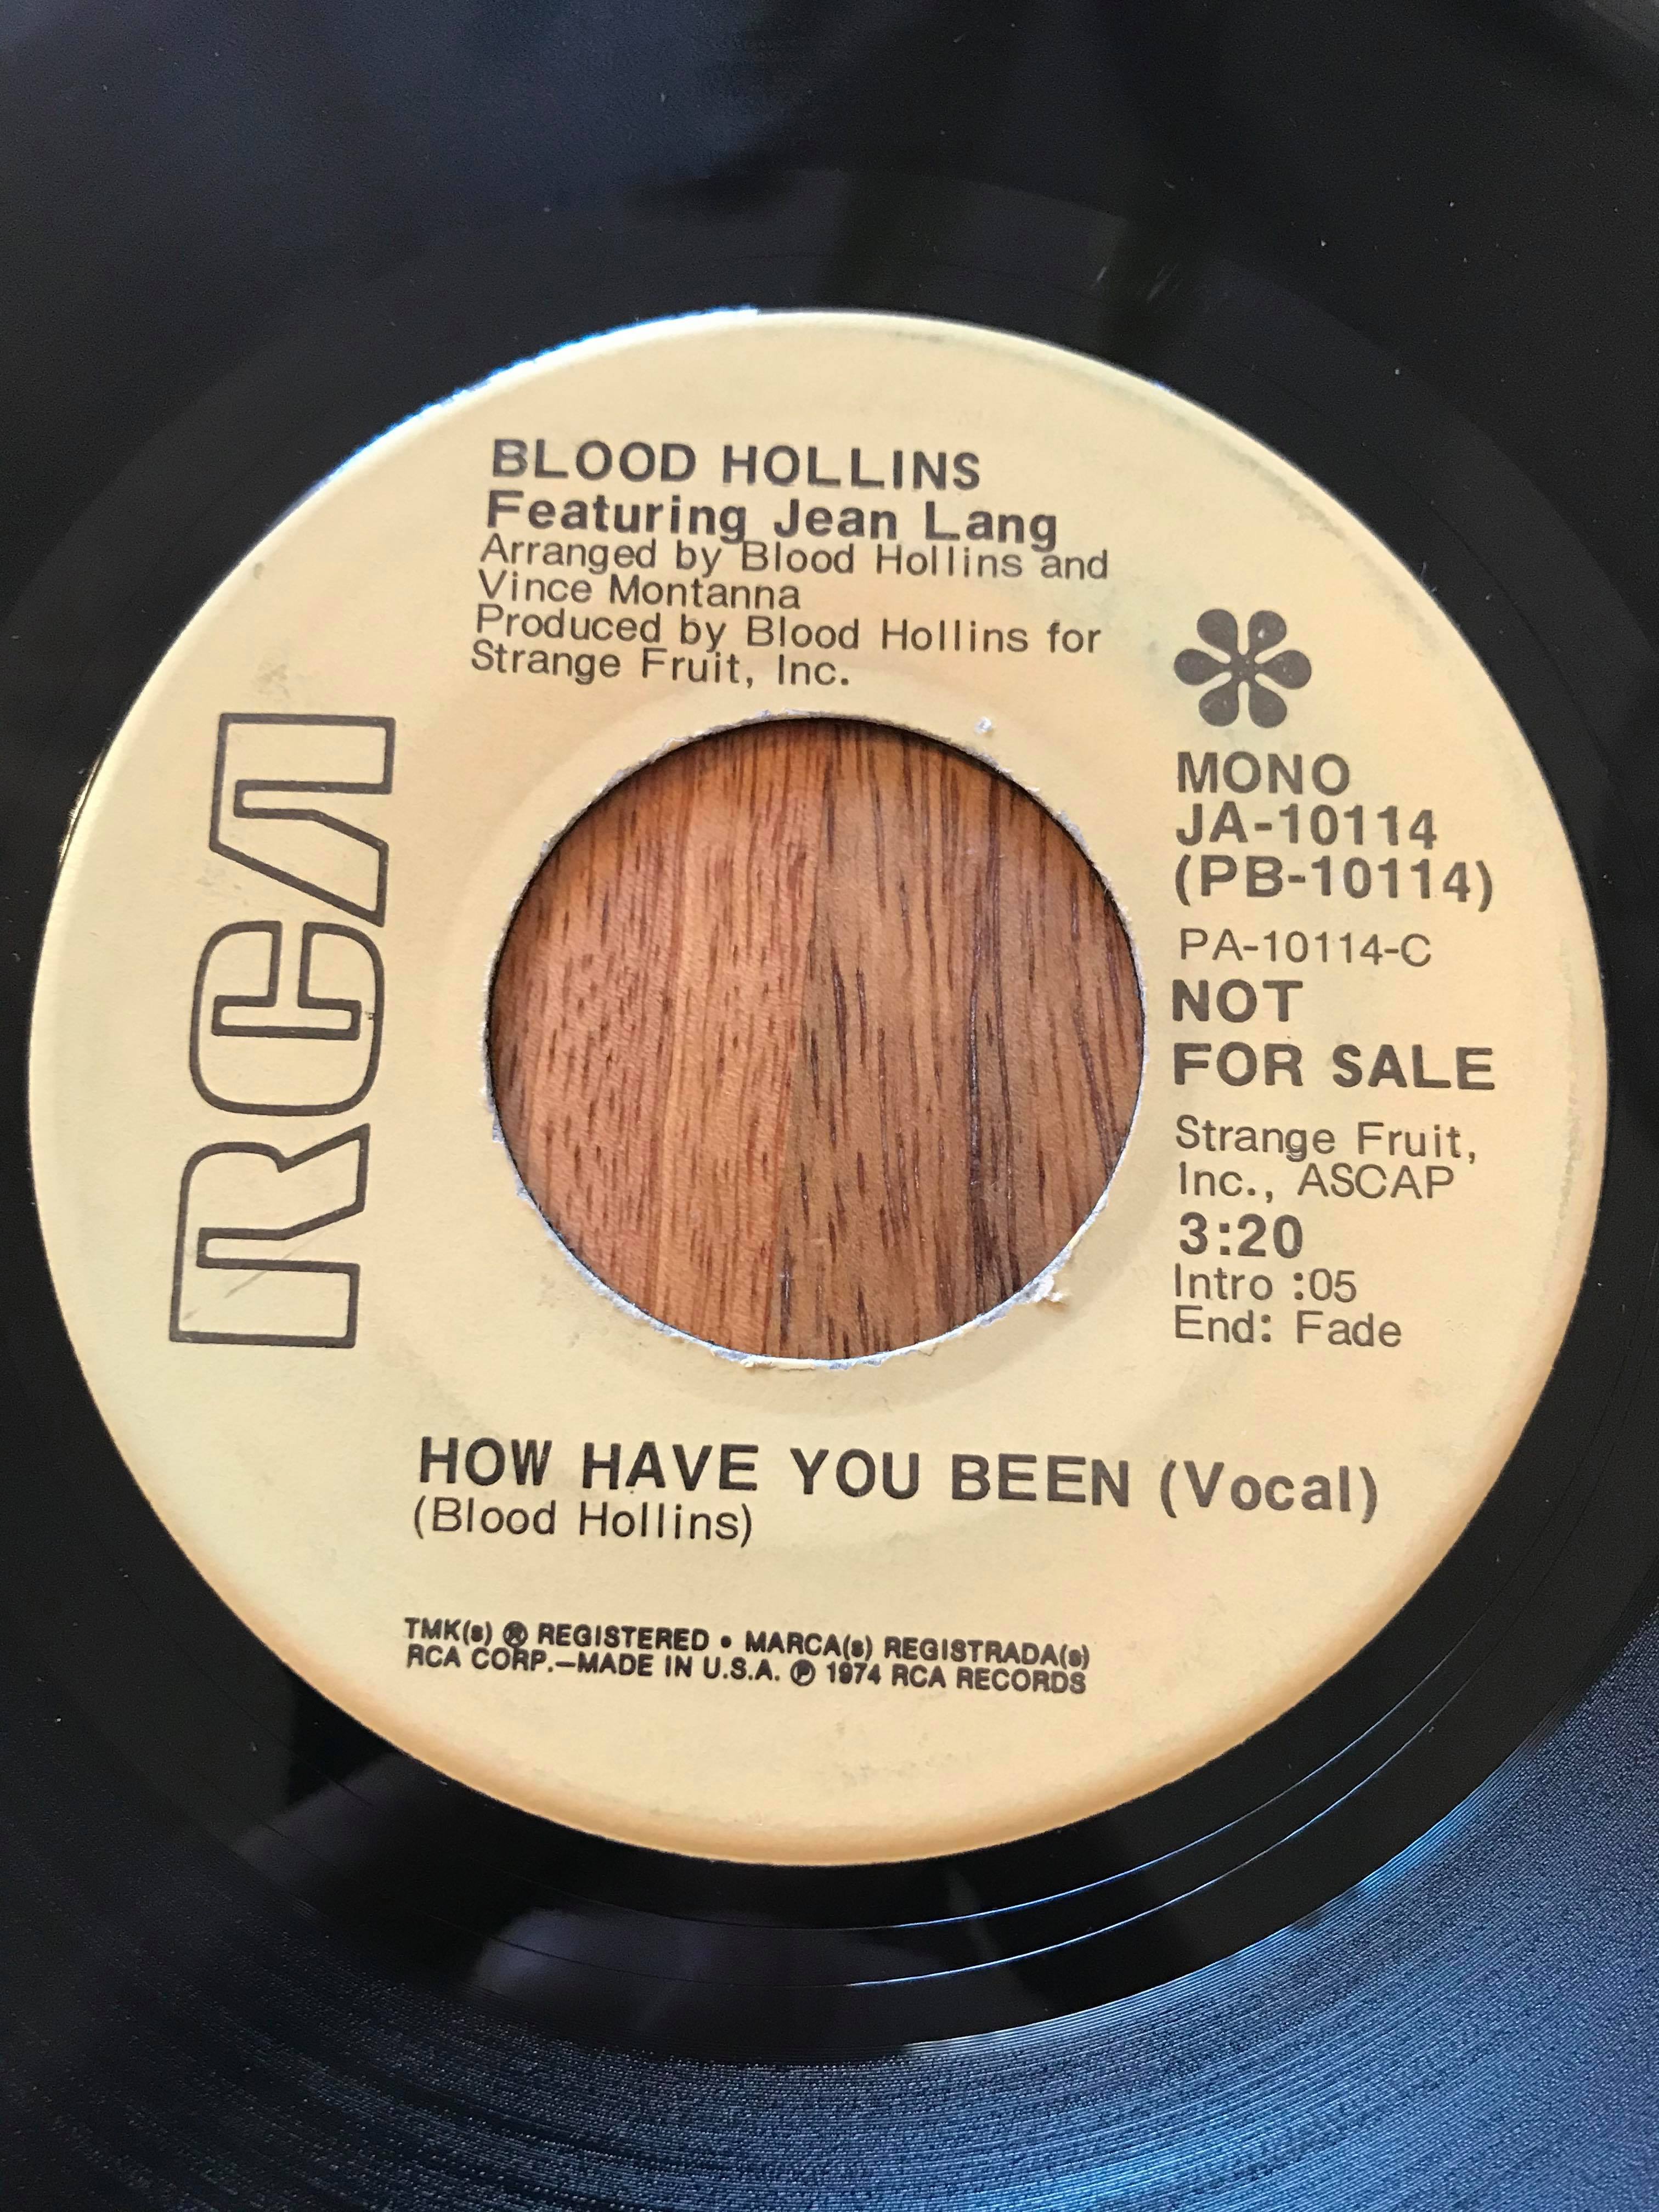 BLOOD HOLLINS
Featuring Jean Lang
Arranged by Blood Hollins and
Vince Montanna
Produced by Blood Hollins for
Strange Fruit, Inc.
RCA
MONO
JA-10114
(PB-10114)
PA-10114-C
NOT
FOR SALE
Strange Fruit,
Inc., ASCAP
3:20
Intro :05
End: Fade
HOW HAVE YOU BEEN (Vocal)
(Blood Hollins)
TMK(s) ® REGISTERED • MARCA(s) REGISTRADA(s)
RCA CORP.—MADE IN U.S.A. ℗ 1974 RCA RECORDS